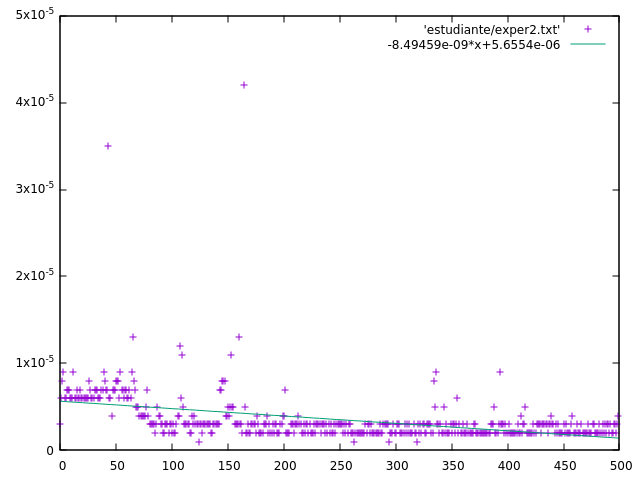 5x10⁻⁵
'estudiante/exper2.txt'
-8.49459e-09*x+5.6554e-06
4x10⁻⁵
3x10⁻⁵
2x10⁻⁵
1x10⁻⁵
0
0 50 100 150 200 250 300 350 400 450 500